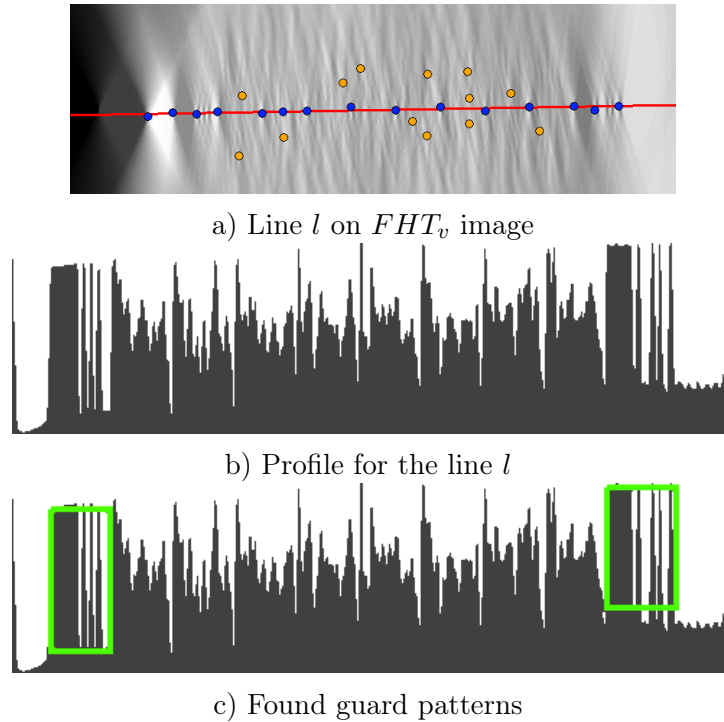 a) Line l on FHT_v image
b) Profile for the line l
c) Found guard patterns